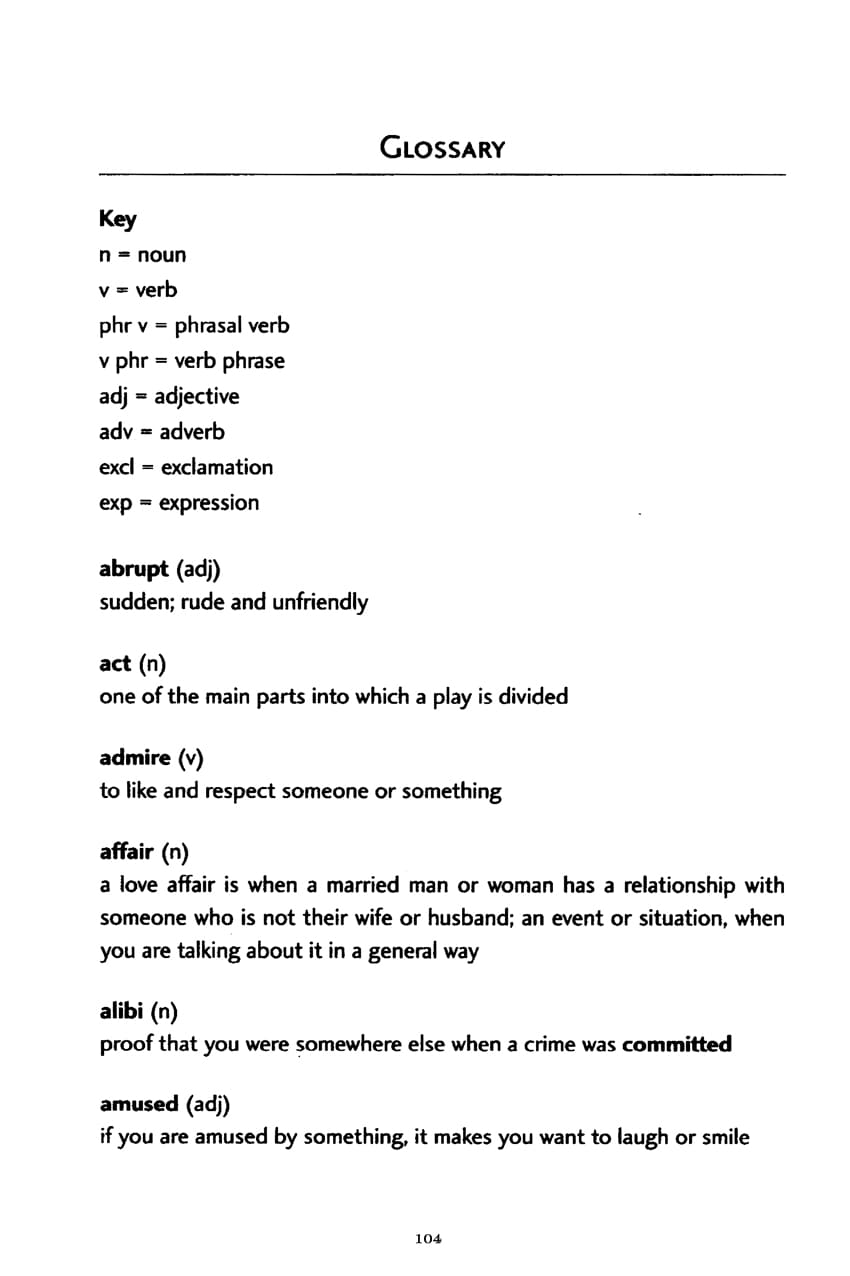 GLOSSARY
Key
n = noun
v = verb
phr v = phrasal verb
v phr = verb phrase
adj = adjective
adv = adverb
excl = exclamation
exp = expression
abrupt (adj)
sudden; rude and unfriendly
act (n)
one of the main parts into which a play is divided
admire (v)
to like and respect someone or something
affair (n)
a love affair is when a married man or woman has a relationship with
someone who is not their wife or husband; an event or situation, when
you are talking about it in a general way
alibi (n)
proof that you were somewhere else when a crime was committed
amused (adj)
if you are amused by something, it makes you want to laugh or smile
104